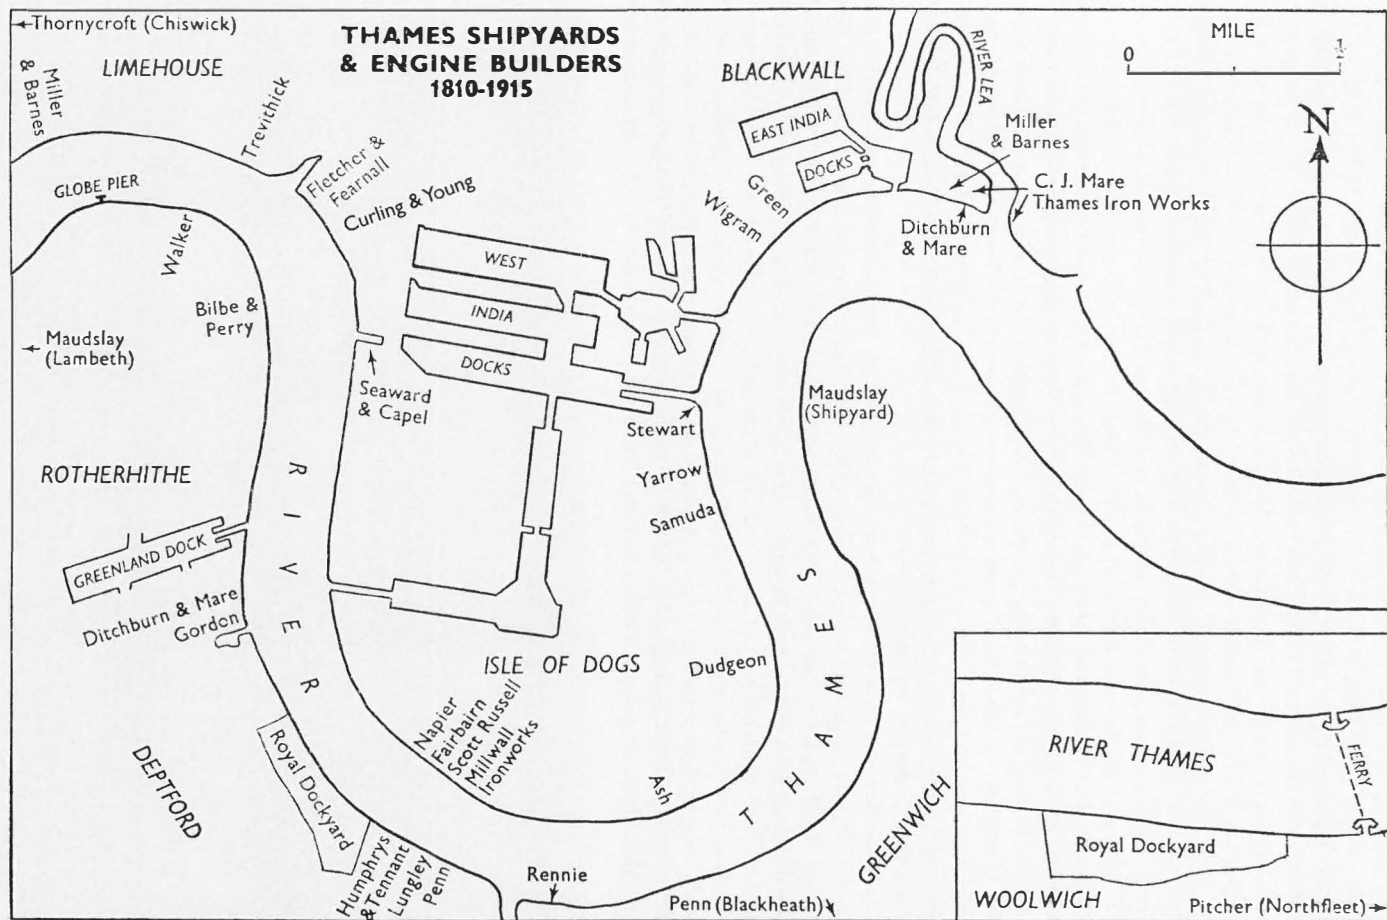 Thornycroft (Chiswick)
THAMES SHIPYARDS
& ENGINE BUILDERS
1810-1915
MILE
0 1
N
LIMEHOUSE
Miller
& Barnes
Trevithick
Fletcher &
Fearnall
Curling & Young
GLOBE PIER
Walker
Bilbe &
Perry
Maudslay
(Lambeth)
BLACKWALL
RIVER LEA
EAST INDIA
DOCKS
Green
Wigram
Miller
& Barnes
C. J. Mare
Thames Iron Works
Ditchburn
& Mare
WEST
INDIA
DOCKS
Seaward
& Capel
Stewart
Maudslay
(Shipyard)
Yarrow
Samuda
ROTHERHITHE
GREENLAND DOCK
Ditchburn & Mare
Gordon
RIVER
THAMES
ISLE OF DOGS
Dudgeon
Napier
Fairbairn
Scott Russell
Millwall
Ironworks
Ash
DEPTFORD
Royal Dockyard
Humphrys
& Tennant
Lungley
Penn
Rennie
Penn (Blackheath)
GREENWICH
RIVER THAMES
FERRY
Royal Dockyard
WOOLWICH
Pitcher (Northfleet)